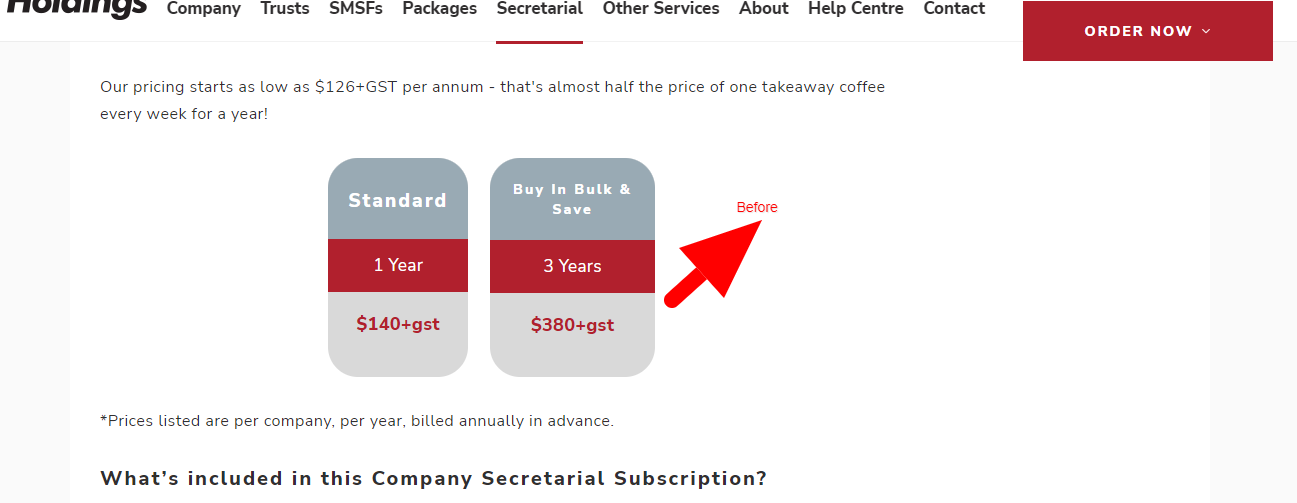 Holdings
Company Trusts SMSFs Packages Secretarial Other Services About Help Centre Contact
ORDER NOW
Our pricing starts as low as $126+GST per annum - that's almost half the price of one takeaway coffee
every week for a year!
Standard
1 Year
$140+gst
Buy In Bulk &
Save
3 Years
$380+gst
Before
*Prices listed are per company, per year, billed annually in advance.
What’s included in this Company Secretarial Subscription?